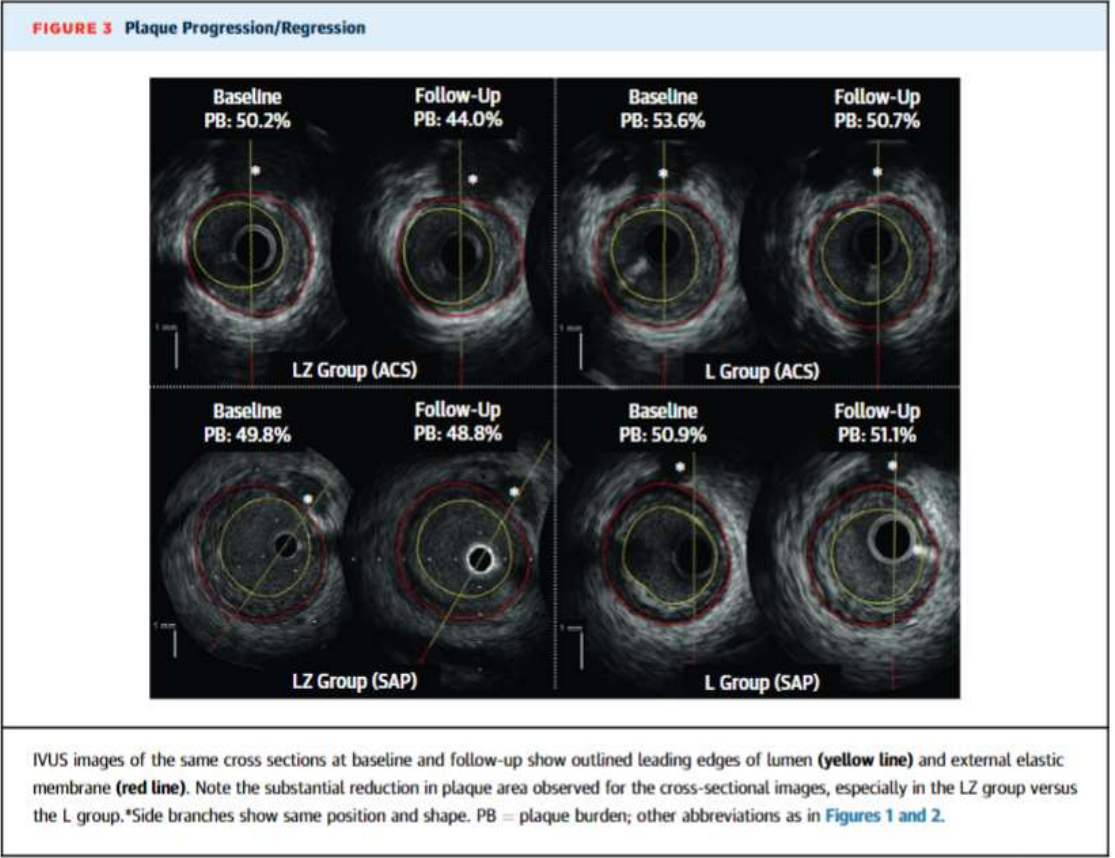 FIGURE 3 Plaque Progression/Regression
Baseline
PB: 50.2%
Follow-Up
PB: 44.0%
Baseline
PB: 53.6%
Follow-Up
PB: 50.7%
*
*
*
*
1 mm
1 mm
LZ Group (ACS)
L Group (ACS)
Baseline
PB: 49.8%
Follow-Up
PB: 48.8%
Baseline
PB: 50.9%
Follow-Up
PB: 51.1%
*
*
*
*
1 mm
1 mm
LZ Group (SAP)
L Group (SAP)
IVUS images of the same cross sections at baseline and follow-up show outlined leading edges of lumen (yellow line) and external elastic
membrane (red line). Note the substantial reduction in plaque area observed for the cross-sectional images, especially in the LZ group versus
the L group.*Side branches show same position and shape. PB = plaque burden; other abbreviations as in Figures 1 and 2.